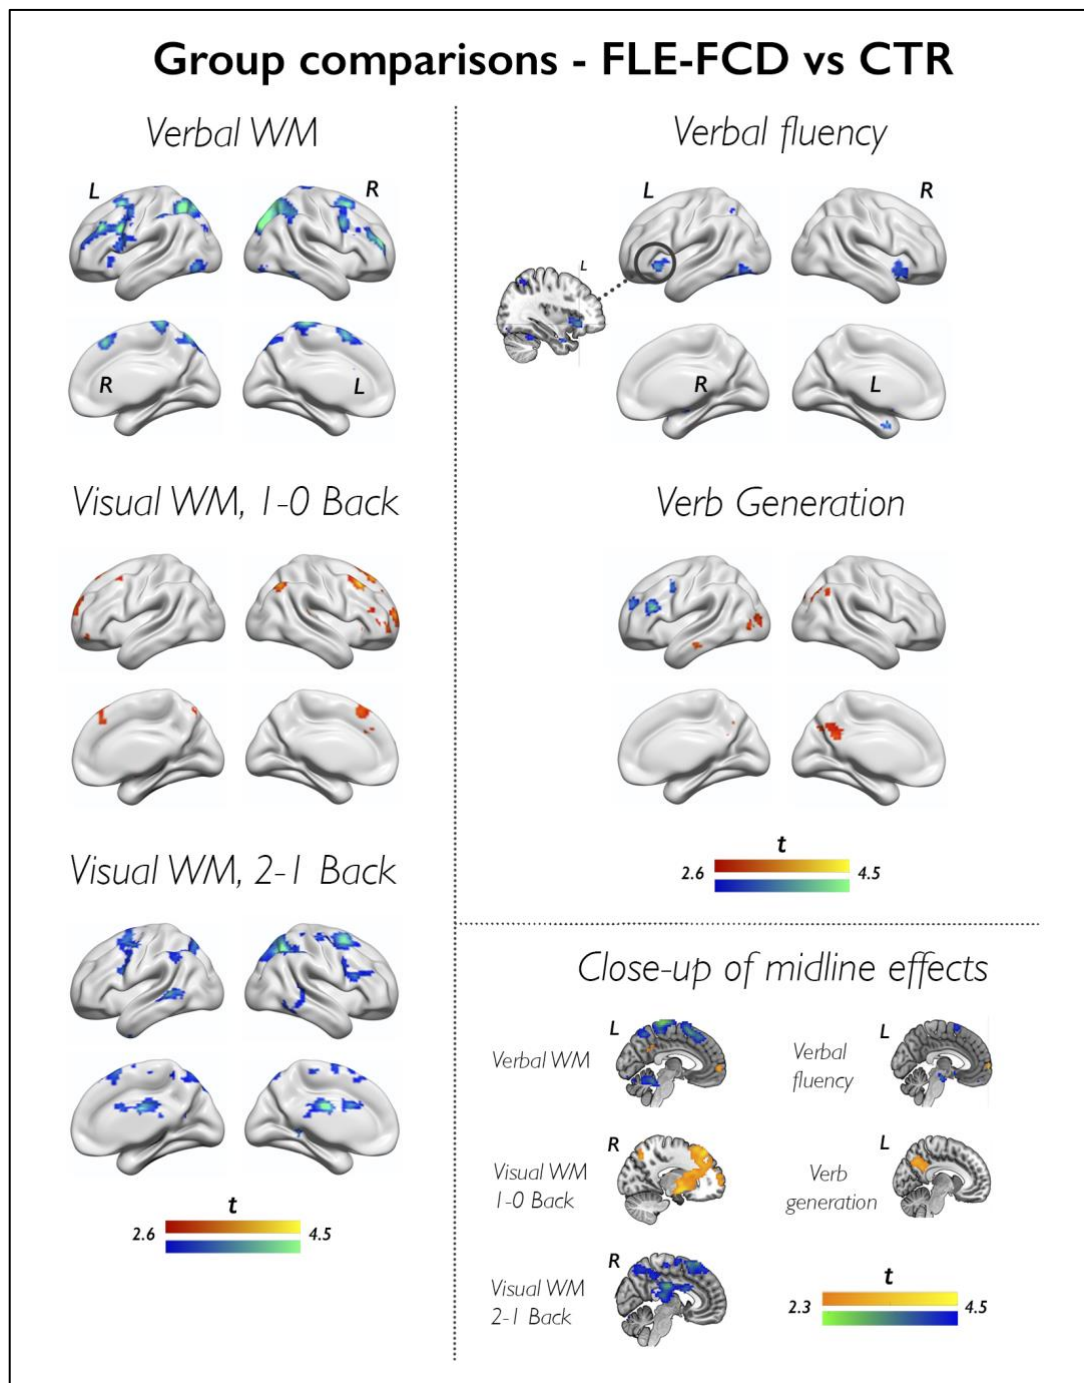 Group comparisons - FLE-FCD vs CTR
Verbal WM
L
R
R
L
Visual WM, 1-0 Back
Visual WM, 2-1 Back
t
2.6
4.5
Verbal fluency
L
R
L
R
L
Verb Generation
t
2.6
4.5
Close-up of midline effects
Verbal WM
L
Verbal
fluency
L
Visual WM
1-0 Back
R
Verb
generation
L
Visual WM
2-1 Back
R
t
2.3
4.5